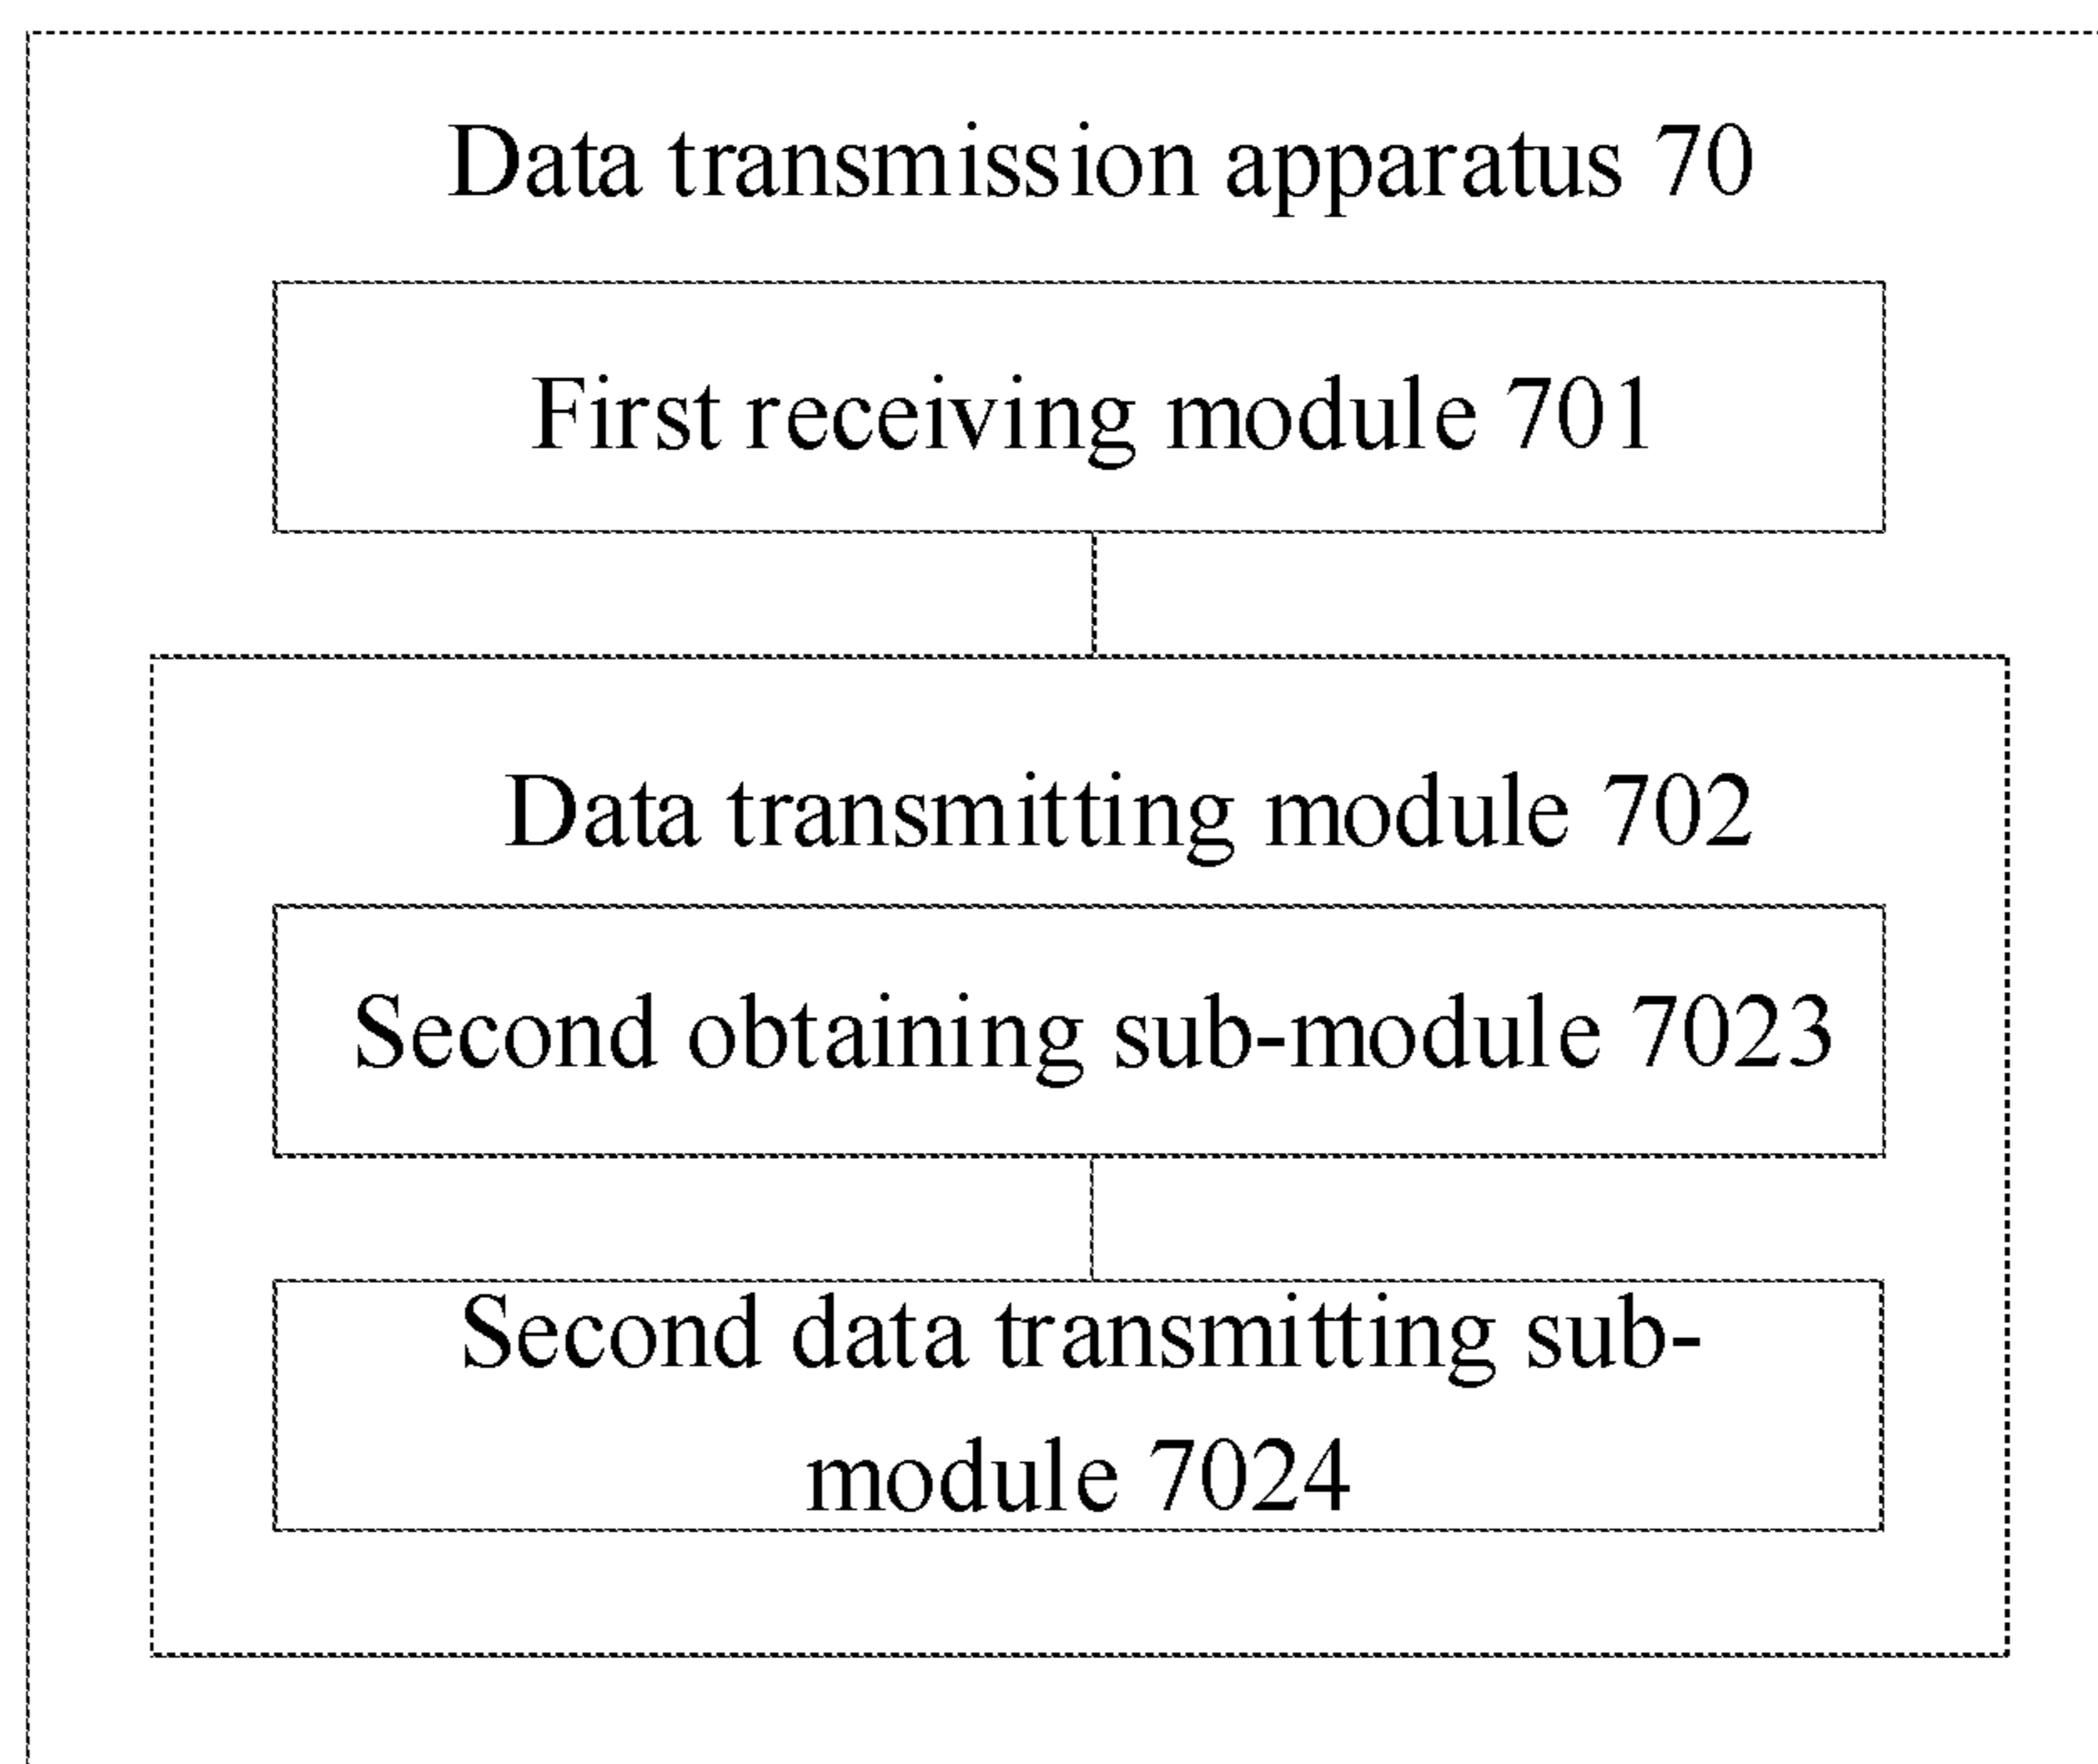 Data transmission apparatus 70
First receiving module 701
Data transmitting module 702
Second obtaining sub-module 7023
Second data transmitting sub-
module 7024